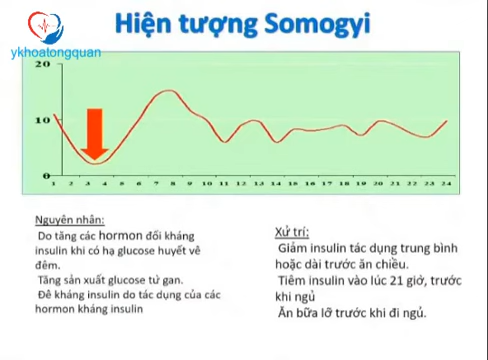 Hiện tượng Somogyi
ykhoatongquan
20
10
0
1 2 3 4 5 6 7 8 9 10 11 12 13 14 15 16 17 18 19 20 21 22 23 24
Nguyên nhân:
Do tăng các hormon đối kháng
insulin khi có hạ glucose huyết về
đêm.
Tăng sản xuất glucose từ gan.
Đề kháng insulin do tác dụng của các
hormon kháng insulin
Xử trí:
Giảm insulin tác dụng trung bình
hoặc dài trước ăn chiều.
Tiêm insulin vào lúc 21 giờ, trước
khi ngủ
Ăn bữa lỡ trước khi đi ngủ.